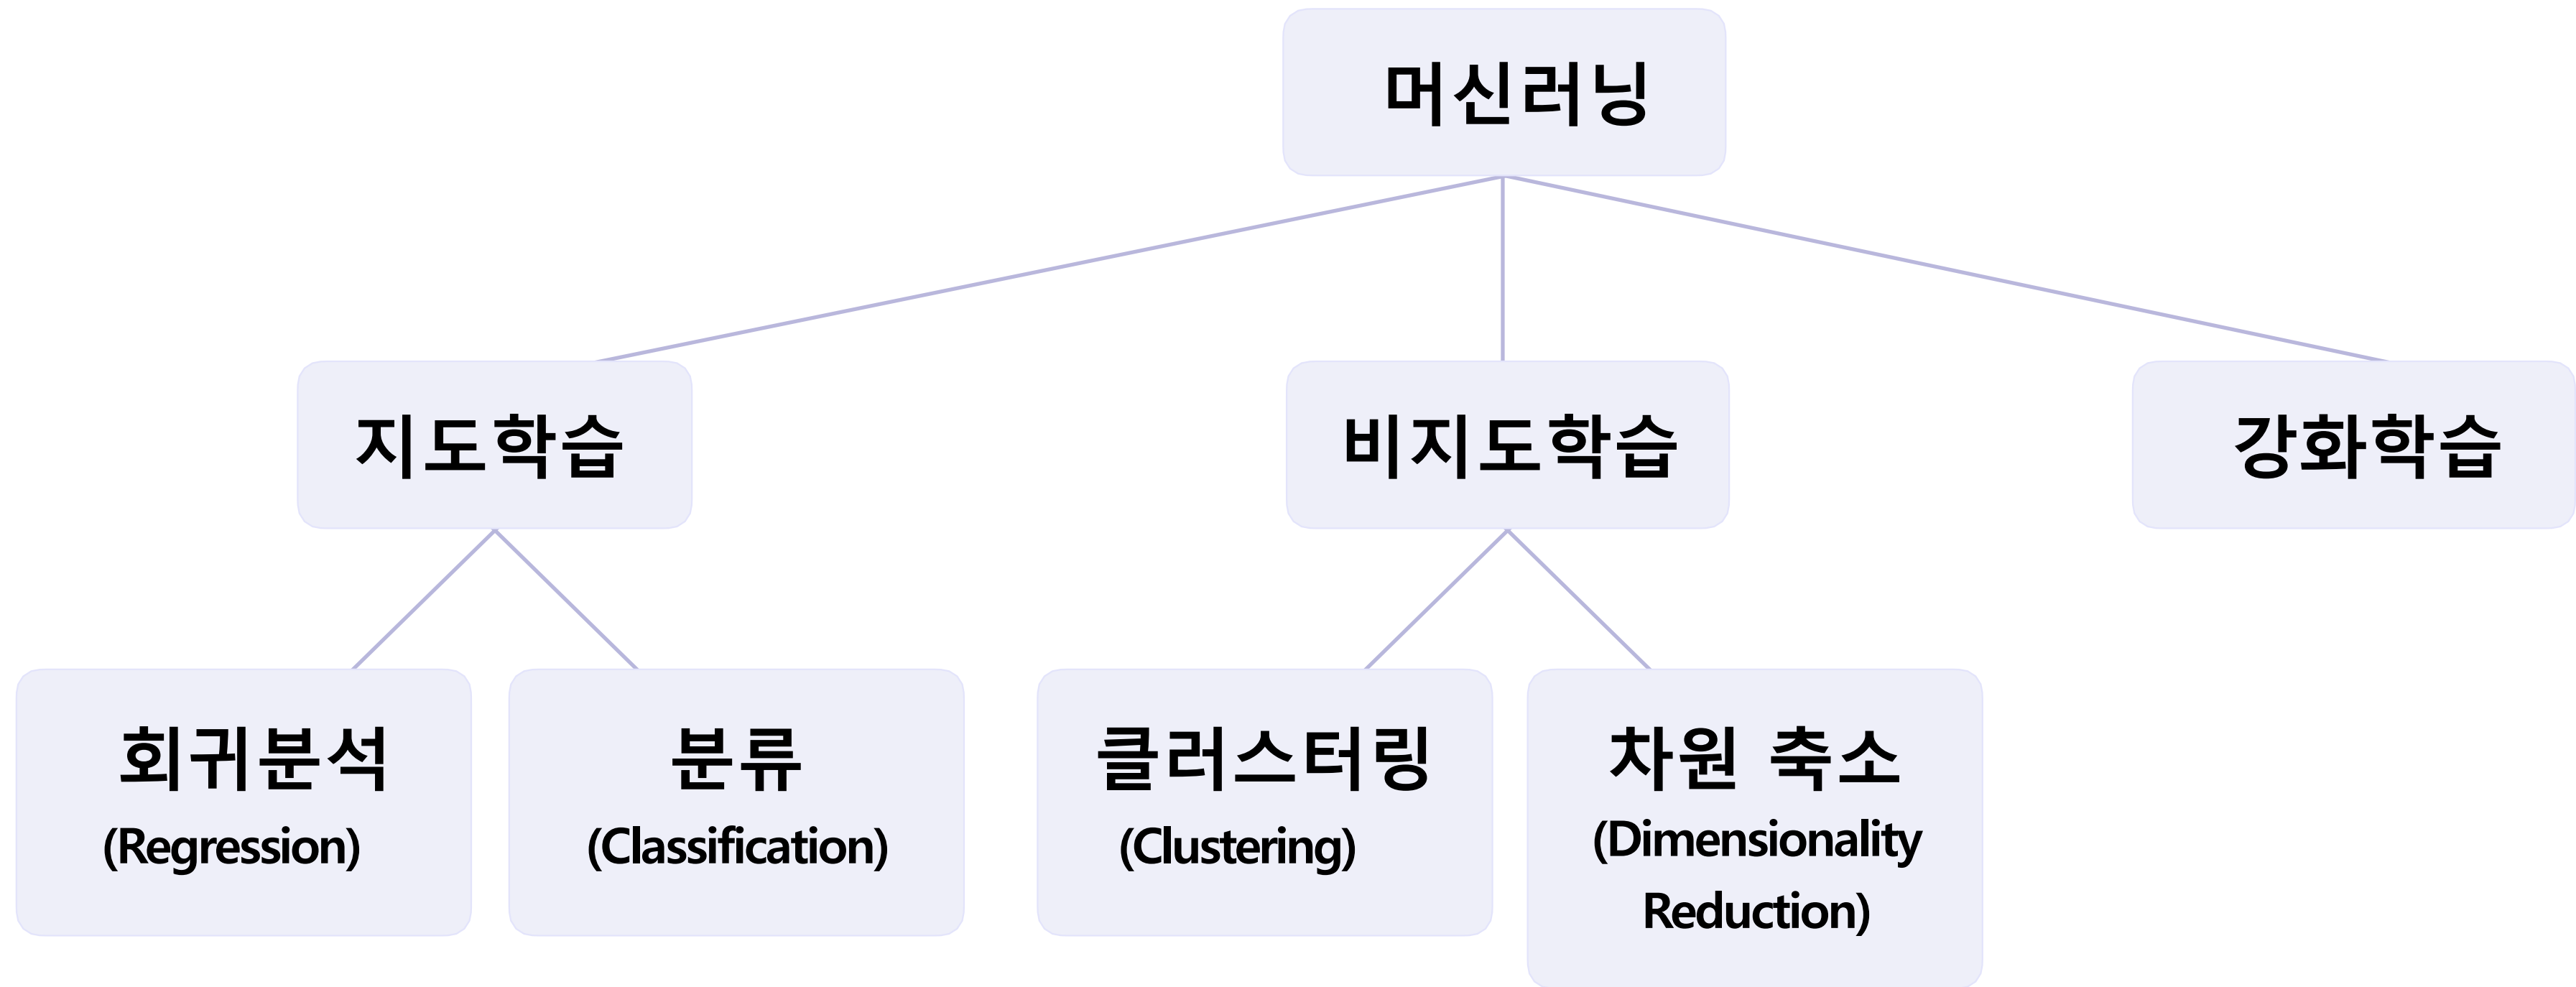 머신러닝
지도학습
비지도학습
강화학습
회귀분석
(Regression)
분류
(Classification)
클러스터링
(Clustering)
차원 축소
(Dimensionality
Reduction)